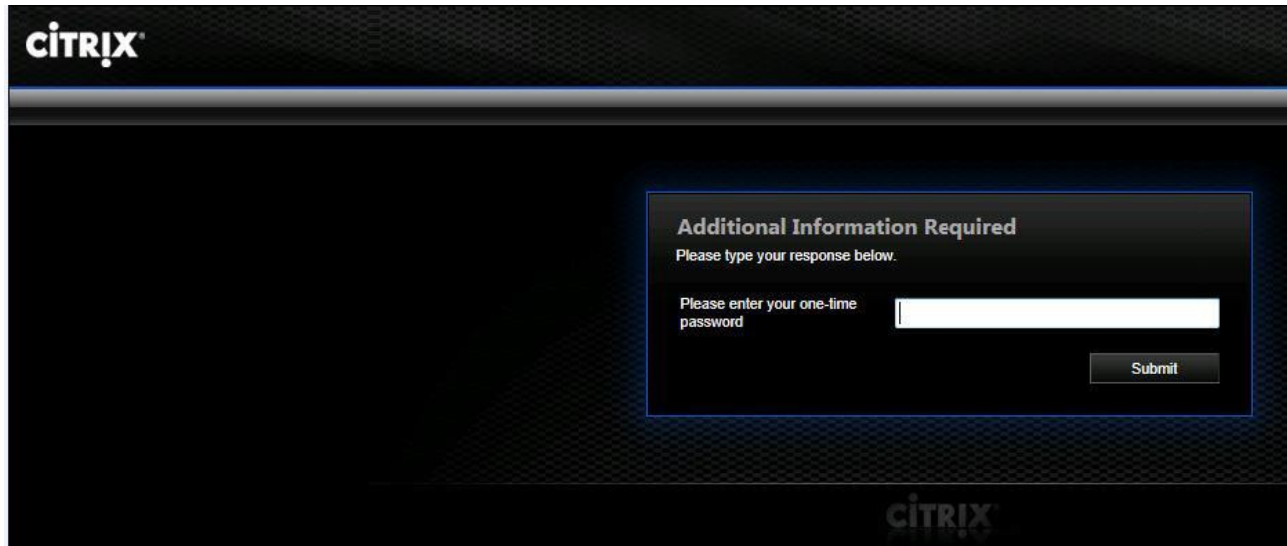 CiTRiX®
Additional Information Required
Please type your response below.
Please enter your one-time
password
Submit
CiTRiX